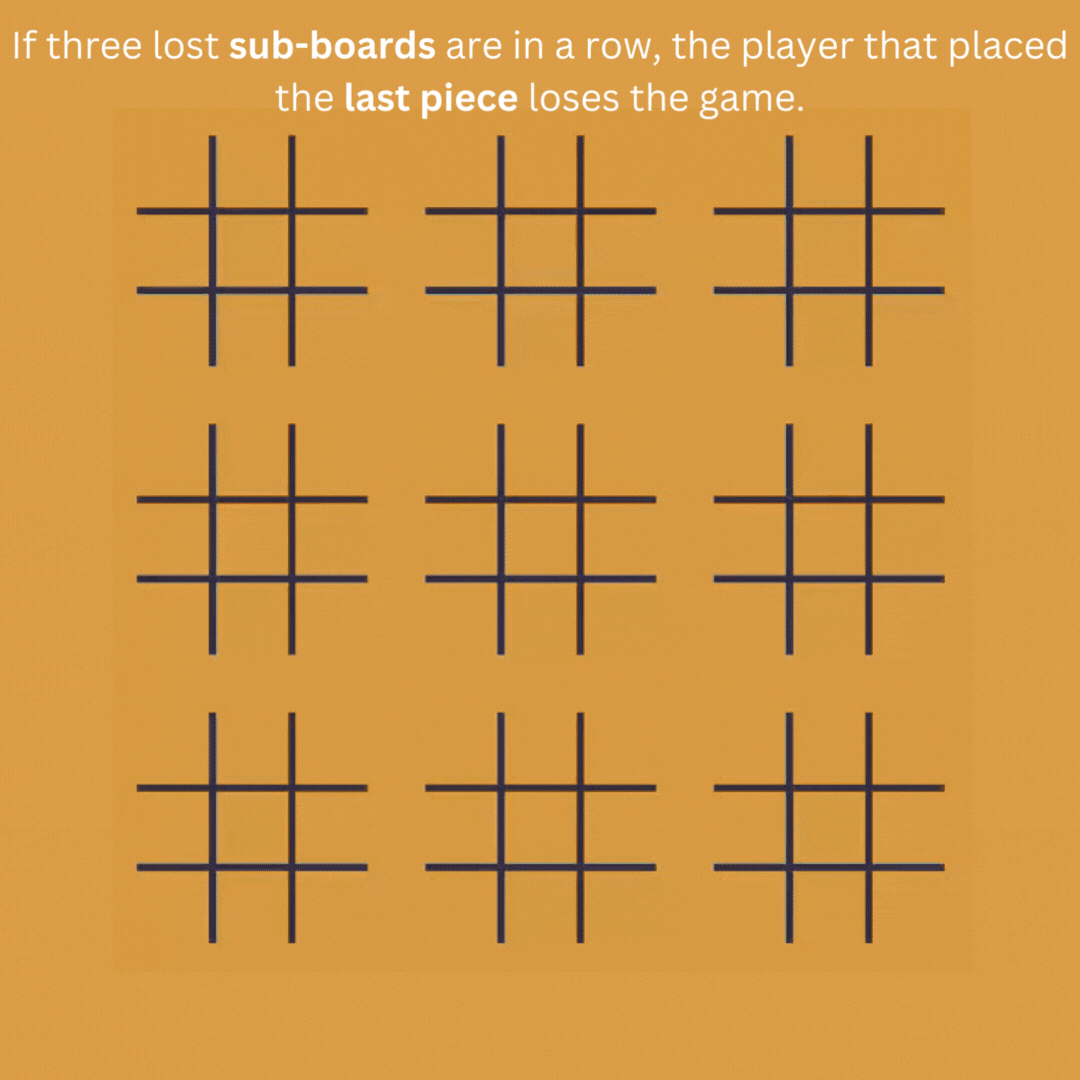 If three lost sub-boards are in a row, the player that placed
the last piece loses the game.